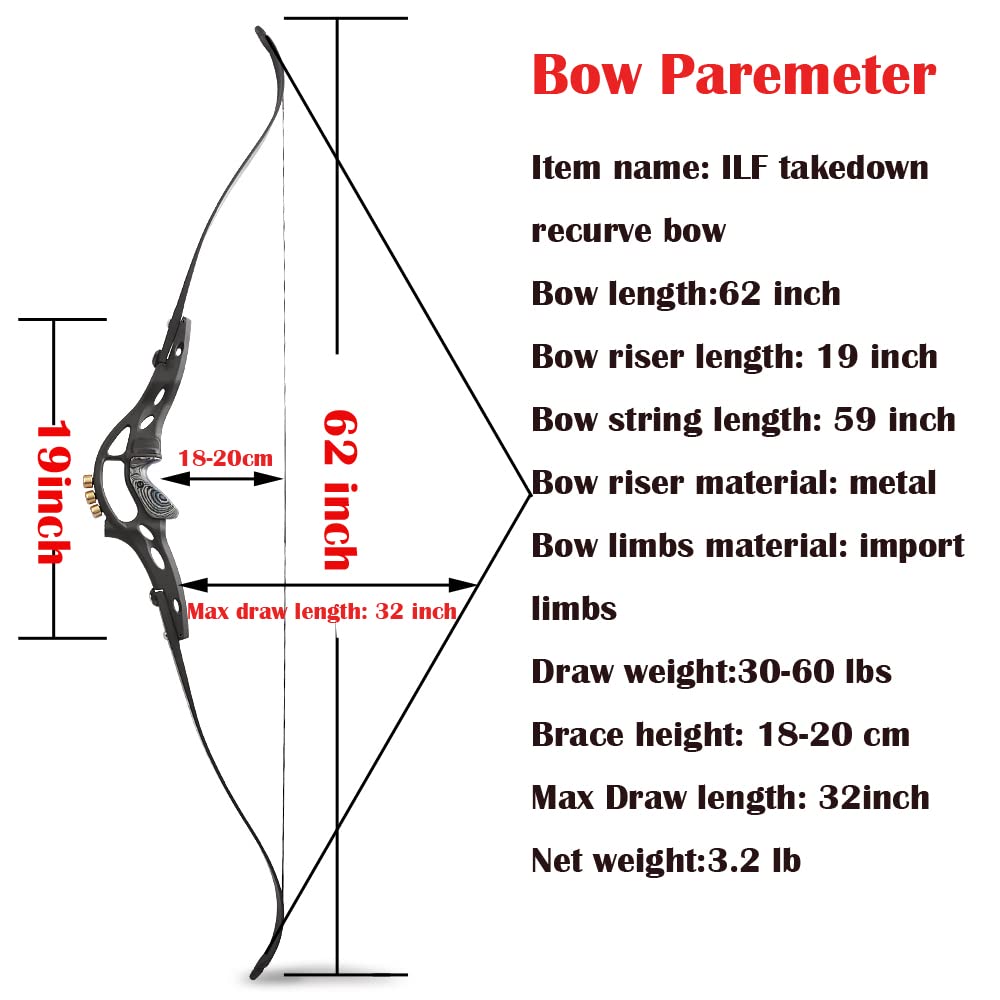 Bow Paremeter
Item name: ILF takedown
recurve bow
Bow length:62 inch
Bow riser length: 19 inch
Bow string length: 59 inch
Bow riser material: metal
Bow limbs material: import
limbs
Draw weight:30-60 lbs
Brace height: 18-20 cm
Max Draw length: 32inch
Net weight:3.2 lb
19inch
18-20cm
62 inch
Max draw length: 32 inch